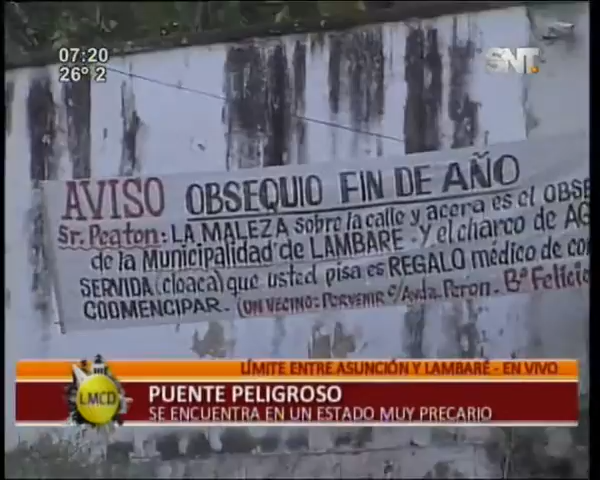 07:20
26°2
SNT.
AVISO OBSEQUIO FIN DE AÑO
Sr. Peaton: LA MALEZA sobre la calle y acera es el OBSE
de la Municipalidad de LAMBARE - y el charco de AG
SERVIDA (cloaca) que usted pisa es REGALO médico de co
COOMENCIPAR. (UN VECINO: PORVENIR c/Avda. Peron. Bª Felici
LÍMITE ENTRE ASUNCIÓN Y LAMBARÉ - EN VIVO
LMCD
PUENTE PELIGROSO
SE ENCUENTRA EN UN ESTADO MUY PRECARIO